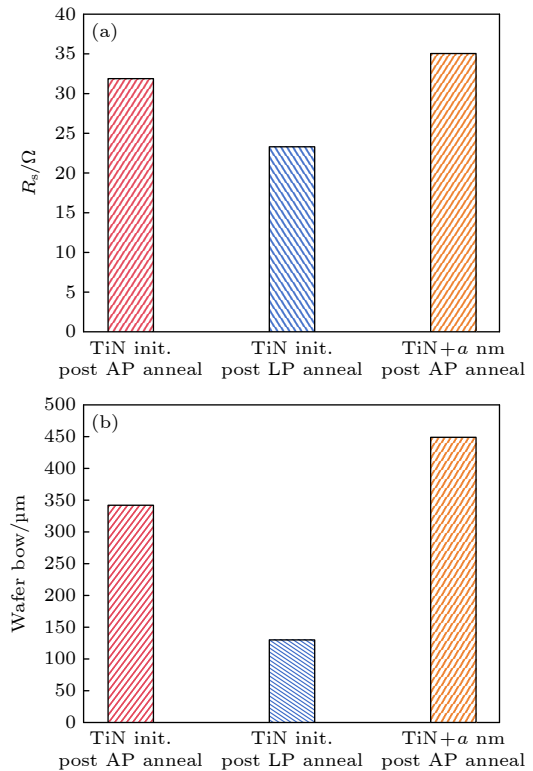 (a)
40
35
30
25
20
15
10
5
0
Rs/Ω
TiN init. TiN init. TiN+a nm
post AP anneal post LP anneal post AP anneal
(b)
500
450
400
350
300
250
200
150
100
50
0
Wafer bow/µm
TiN init. TiN init. TiN+a nm
post AP anneal post LP anneal post AP anneal